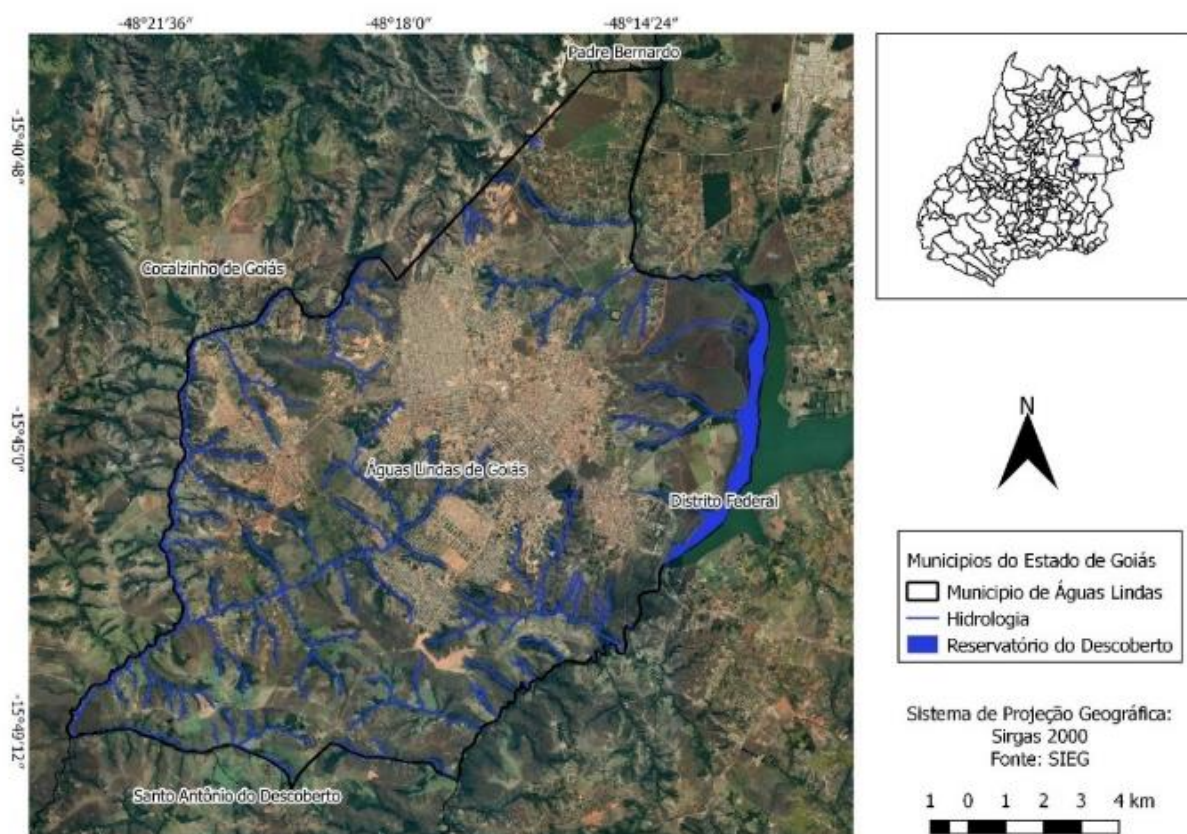 -48°21'36"
-48°18'0"
-48°14'24"
Padre Bernardo
-15°40'48"
Cocalzinho de Goiás
-15°45'0"
Águas Lindas de Goiás
Distrito Federal
-15°49'12"
Santo Antônio do Descoberto
N
Municipios do Estado de Goiás
Municipio de Águas Lindas
Hidrologia
Reservatório do Descoberto
Sistema de Projeção Geográfica:
Sirgas 2000
Fonte: SIEG
1 0 1 2 3 4 km